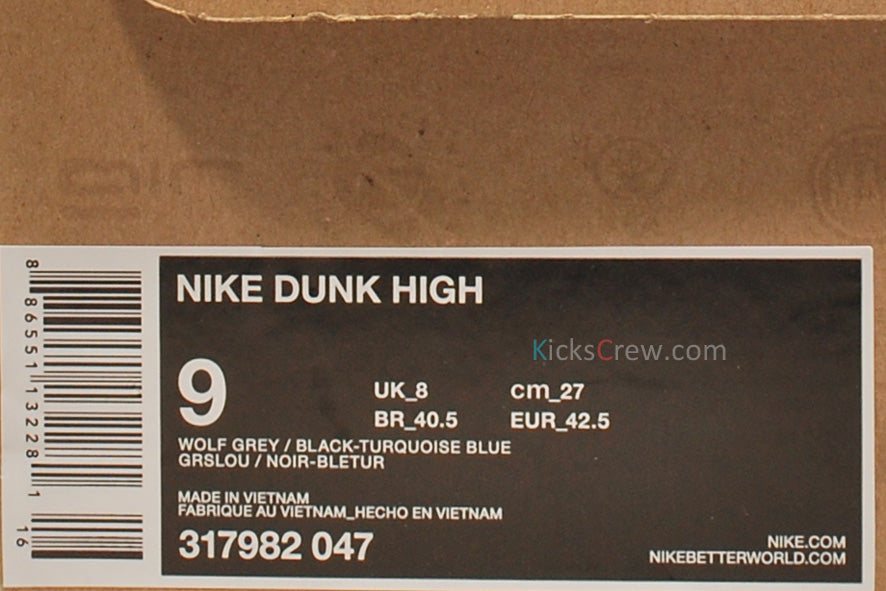 NIKE DUNK HIGH
KicksCrew.com
9
UK_8 cm_27
BR_40.5 EUR_42.5
WOLF GREY / BLACK-TURQUOISE BLUE
GRSLOU / NOIR-BLETUR
MADE IN VIETNAM
FABRIQUE AU VIETNAM_HECHO EN VIETNAM
317982 047
NIKE.COM
NIKEBETTERWORLD.COM
8 86551 13228 1
16